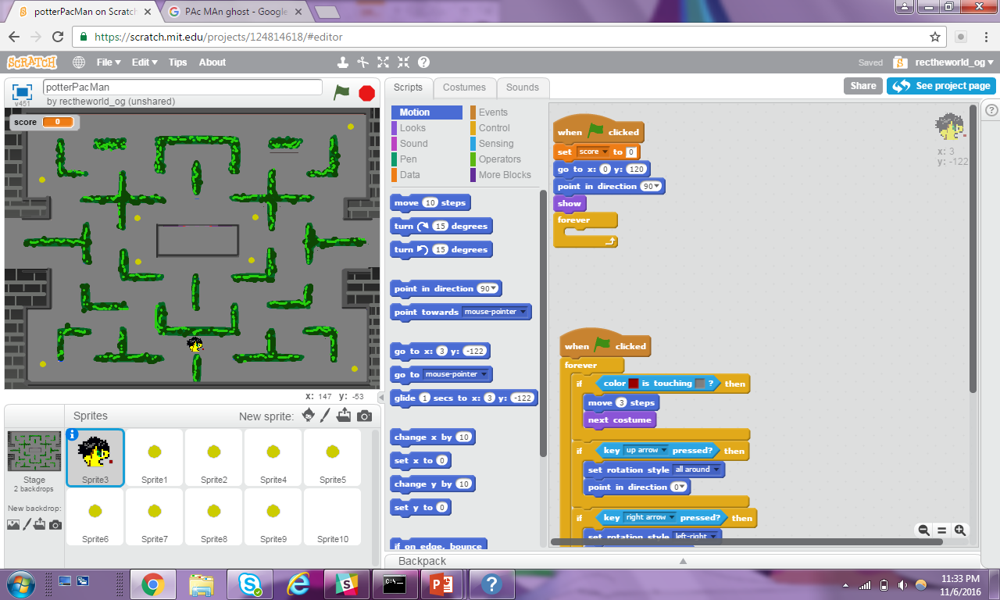 potterPacMan on Scratch
PAc MAn ghost - Google
https://scratch.mit.edu/projects/124814618/#editor
SCRATCH
File Edit Tips About
Saved
rectheworld_og
v451
potterPacMan
by rectheworld_og (unshared)
score 0
x: 147 y: -53
Scripts Costumes Sounds
Share
See project page
Motion
Looks
Sound
Pen
Data
Events
Control
Sensing
Operators
More Blocks
move 10 steps
turn 15 degrees
turn 15 degrees
point in direction 90
point towards mouse-pointer
go to x: 3 y: -122
go to mouse-pointer
glide 1 secs to x: 3 y: -122
change x by 10
set x to 0
change y by 10
set y to 0
if on edge, bounce
when clicked
set score to 0
go to x: 0 y: 120
point in direction 90
show
forever
x: 3
y: -122
when clicked
forever
if color is touching ? then
move 3 steps
next costume
if key up arrow pressed? then
set rotation style all around
point in direction 0
if key right arrow pressed? then
set rotation style left-right
Sprites
New sprite:
Stage
2 backdrops
New backdrop:
Sprite3
Sprite1
Sprite2
Sprite4
Sprite5
Sprite6
Sprite7
Sprite8
Sprite9
Sprite10
Backpack
11:33 PM
11/6/2016